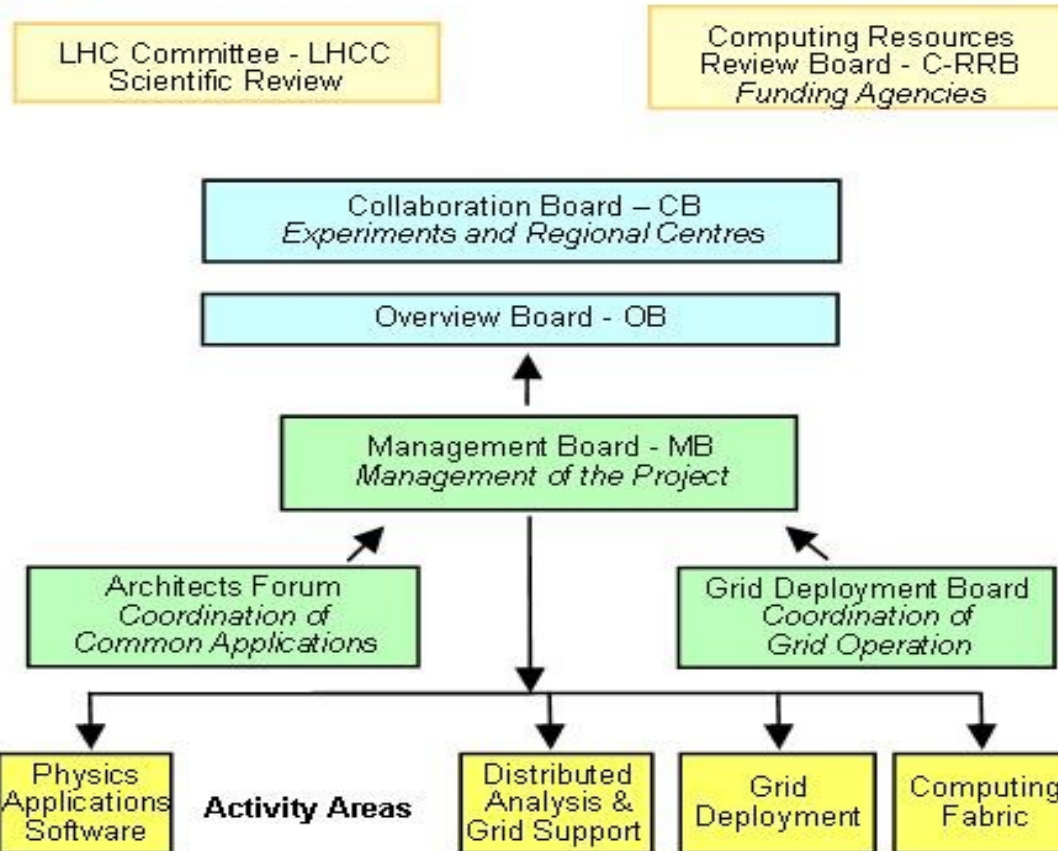 LHC Committee - LHCC
Scientific Review
Computing Resources
Review Board - C-RRB
Funding Agencies
Collaboration Board – CB
Experiments and Regional Centres
Overview Board - OB
Management Board - MB
Management of the Project
Architects Forum
Coordination of
Common Applications
Grid Deployment Board
Coordination of
Grid Operation
Physics
Applications
Software
Activity Areas
Distributed
Analysis &
Grid Support
Grid
Deployment
Computing
Fabric